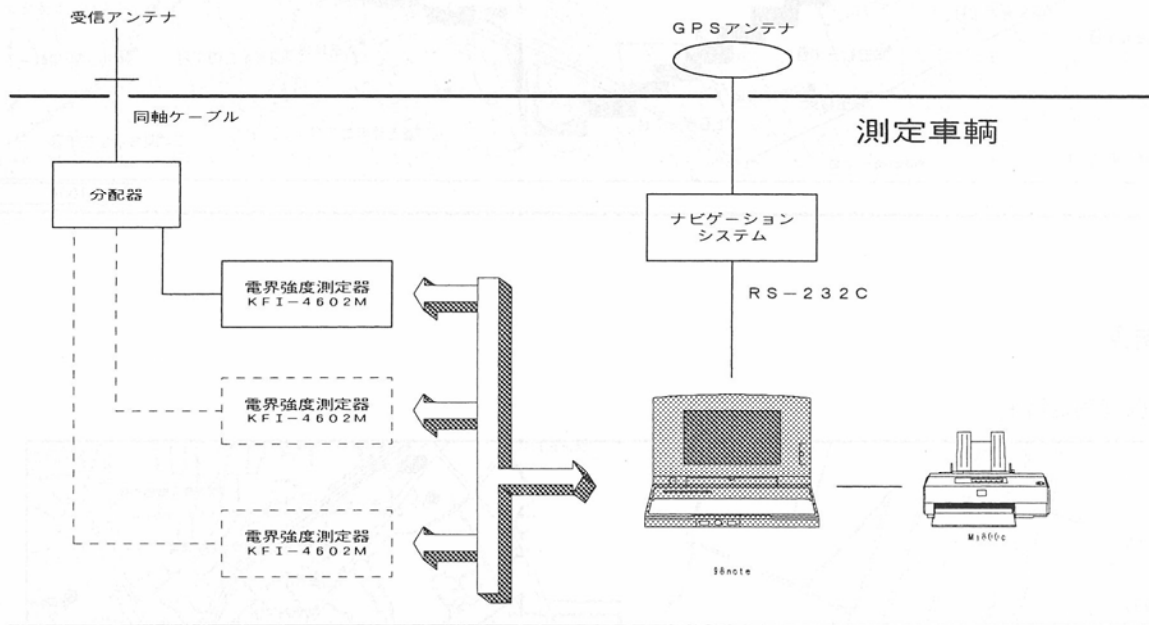 受信アンテナ
GPSアンテナ
同軸ケーブル
測定車輌
分配器
ナビゲーション
システム
RS-232C
電界強度測定器
KFI-4602M
電界強度測定器
KFI-4602M
電界強度測定器
KFI-4602M
98note